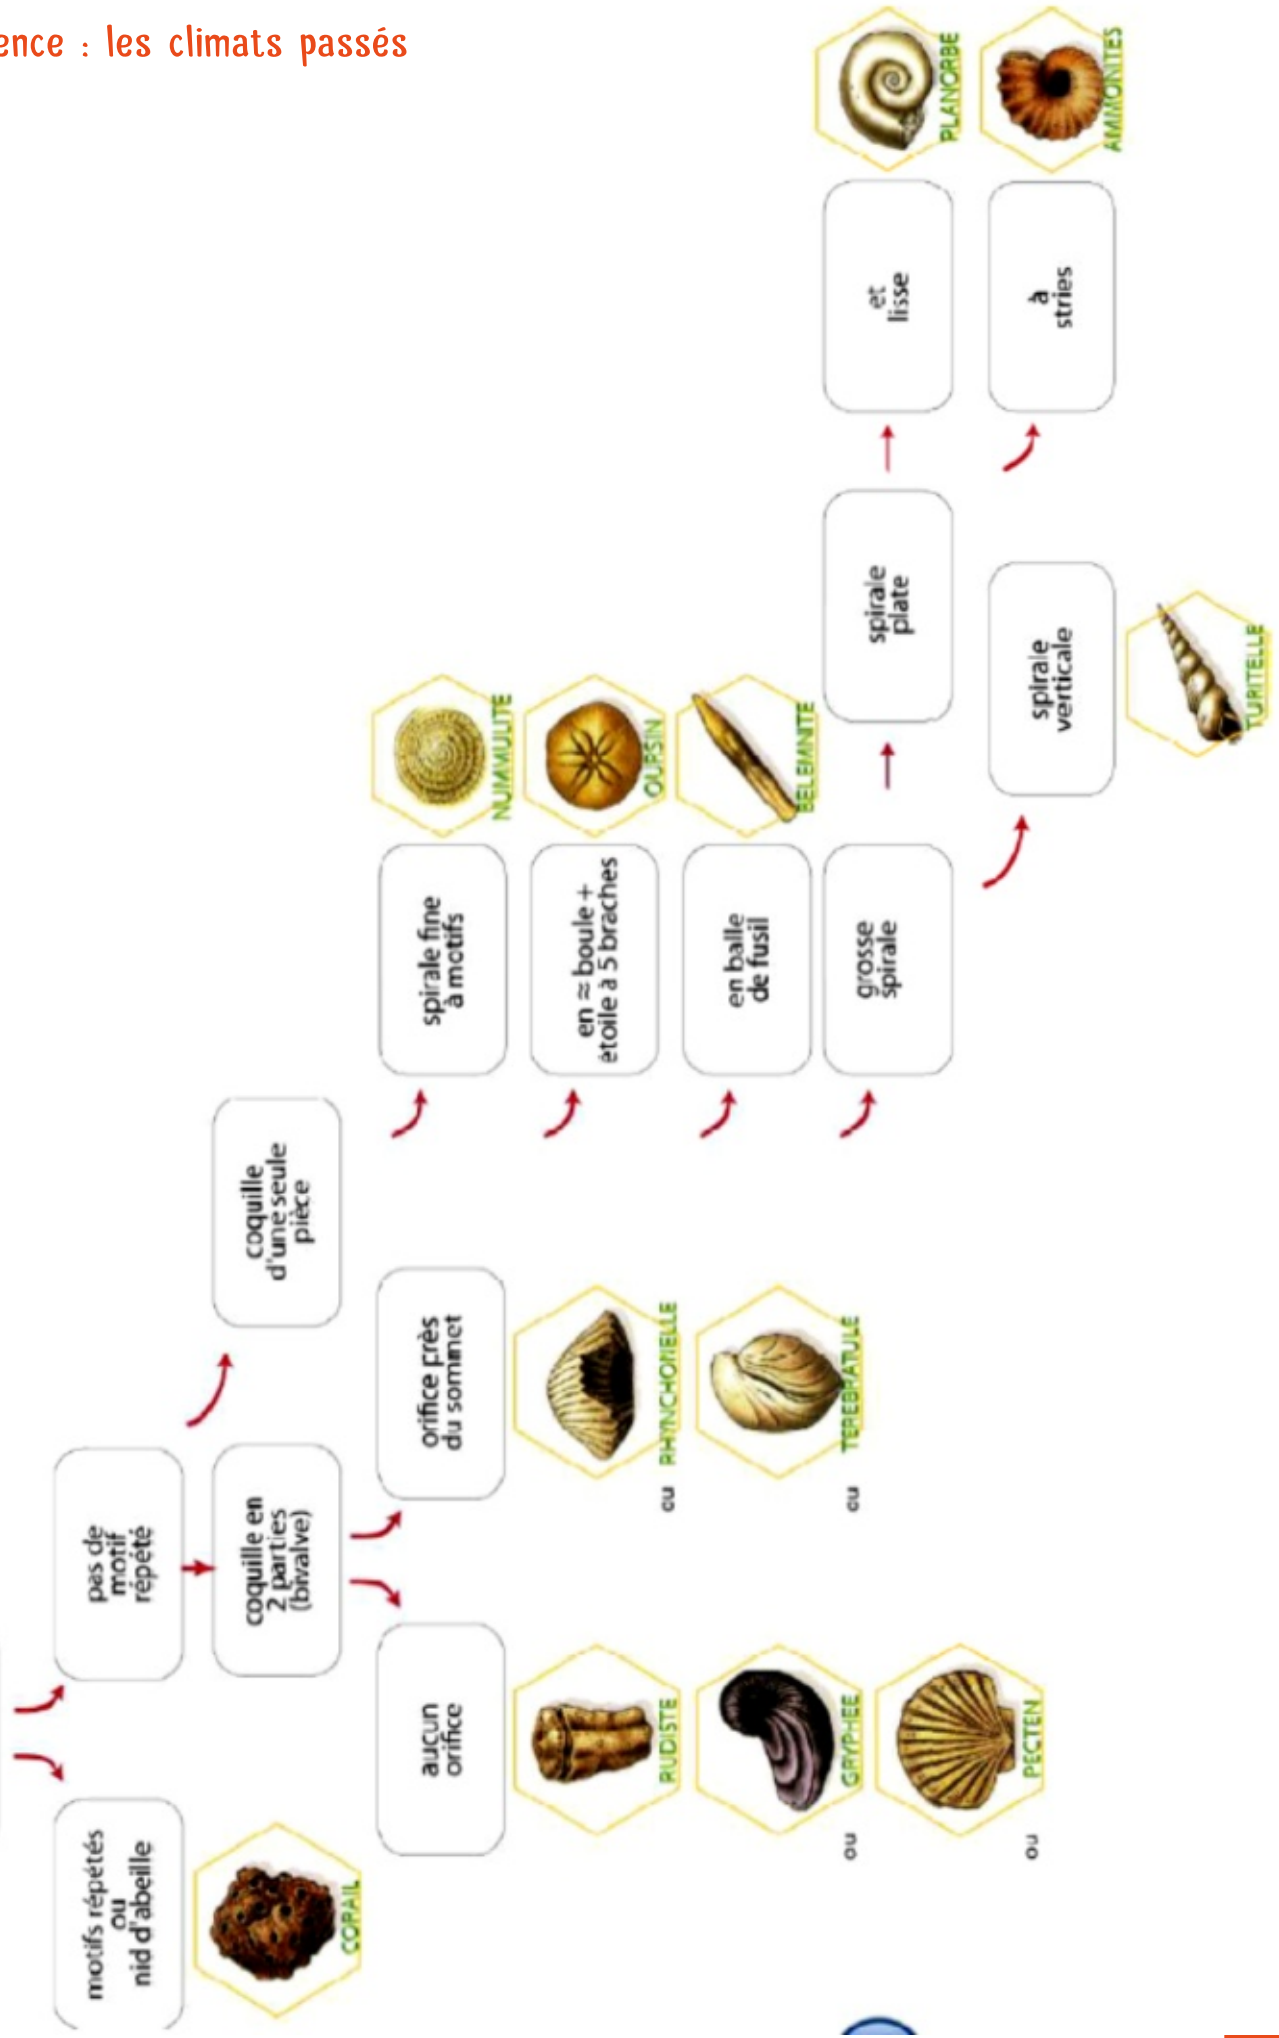 ence : les climats passés
motifs répétés
ou
nid d'abeille
CORAIL
pas de
motif
répété
coquille en
2 parties
(bivalve)
aucun
orifice
RUDISTE
ou
GRYPHEE
ou
PECTEN
orifice près
du sommet
ou RHYNCHONELLE
ou TEREBRATULE
coquille
d'une seule
pièce
spirale fine
à motifs
NUMMULITE
en ≈ boule +
étoile à 5 braches
OURSIN
en balle
de fusil
BELEMNITE
grosse
spirale
spirale
plate
et
lisse
PLANORBE
à
stries
AMMONITES
spirale
verticale
TURITELLE